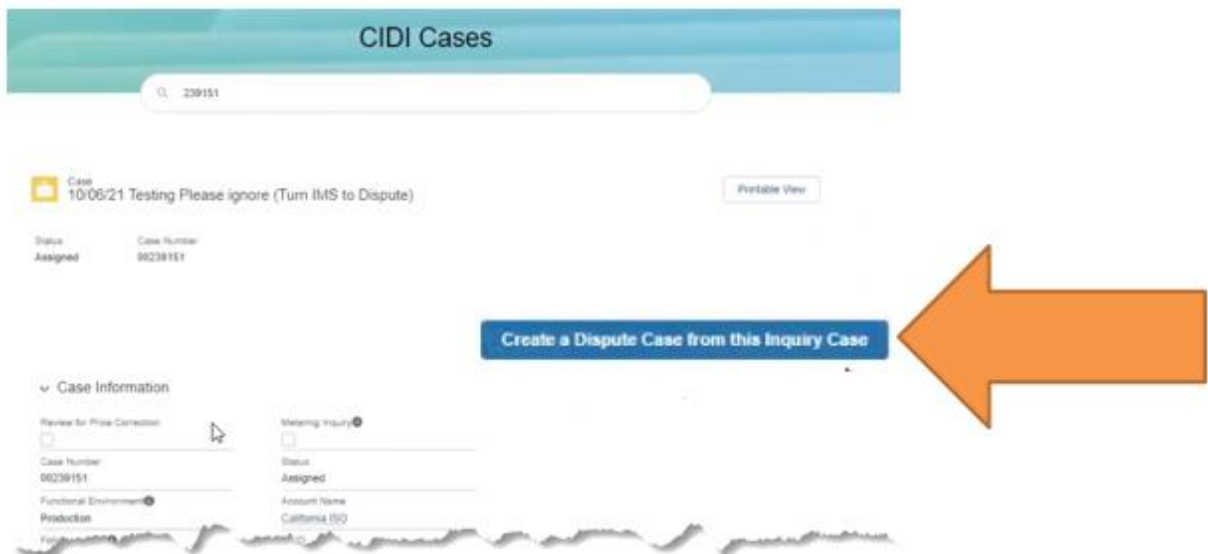 CIDI Cases
239151
Case
10/06/21 Testing Please ignore (Turn IMS to Dispute)
Printable View
Status Case Number
Assigned 00239151
Create a Dispute Case from this Inquiry Case
Case Information
Review for Price Correction Metering Inquiry
Case Number Status
00239151 Assigned
Functional Environment Account Name
Production California ISO